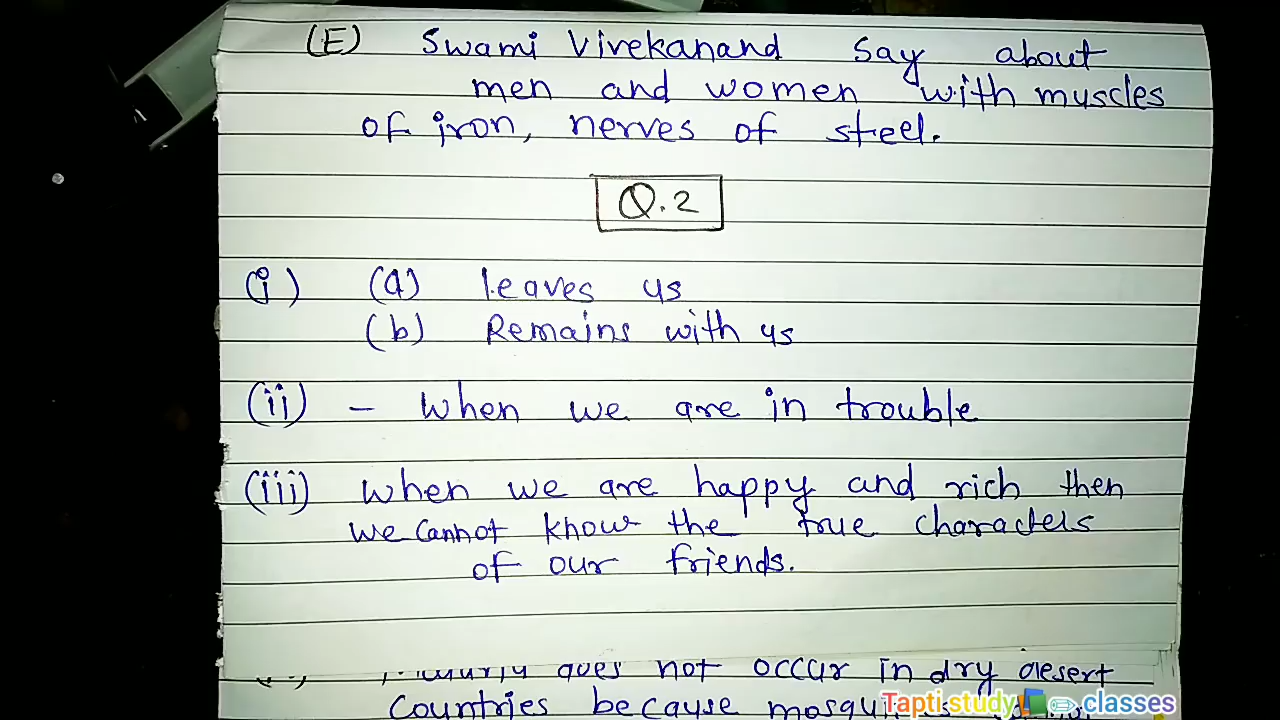 (E) Swami Vivekanand Say about
men and women with muscles
of iron, nerves of steel.
Q.2
(i) (a) leaves us
(b) Remains with us
(ii) - When we are in trouble
(iii) When we are happy and rich then
we cannot know the true characters
of our friends.
does not occur in dry desert
Countries because
Tapti study classes